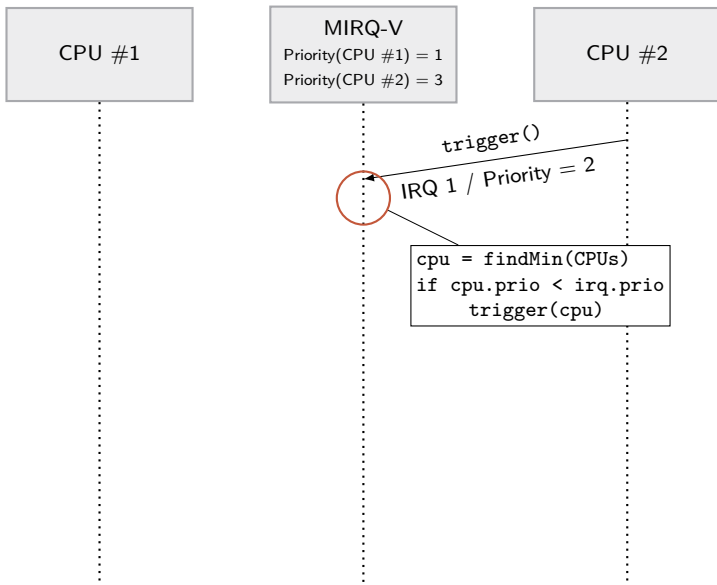 CPU #1
MIRQ-V
Priority(CPU #1) = 1
Priority(CPU #2) = 3
CPU #2
trigger()
IRQ 1 / Priority = 2
cpu = findMin(CPUs)
if cpu.prio < irq.prio
trigger(cpu)